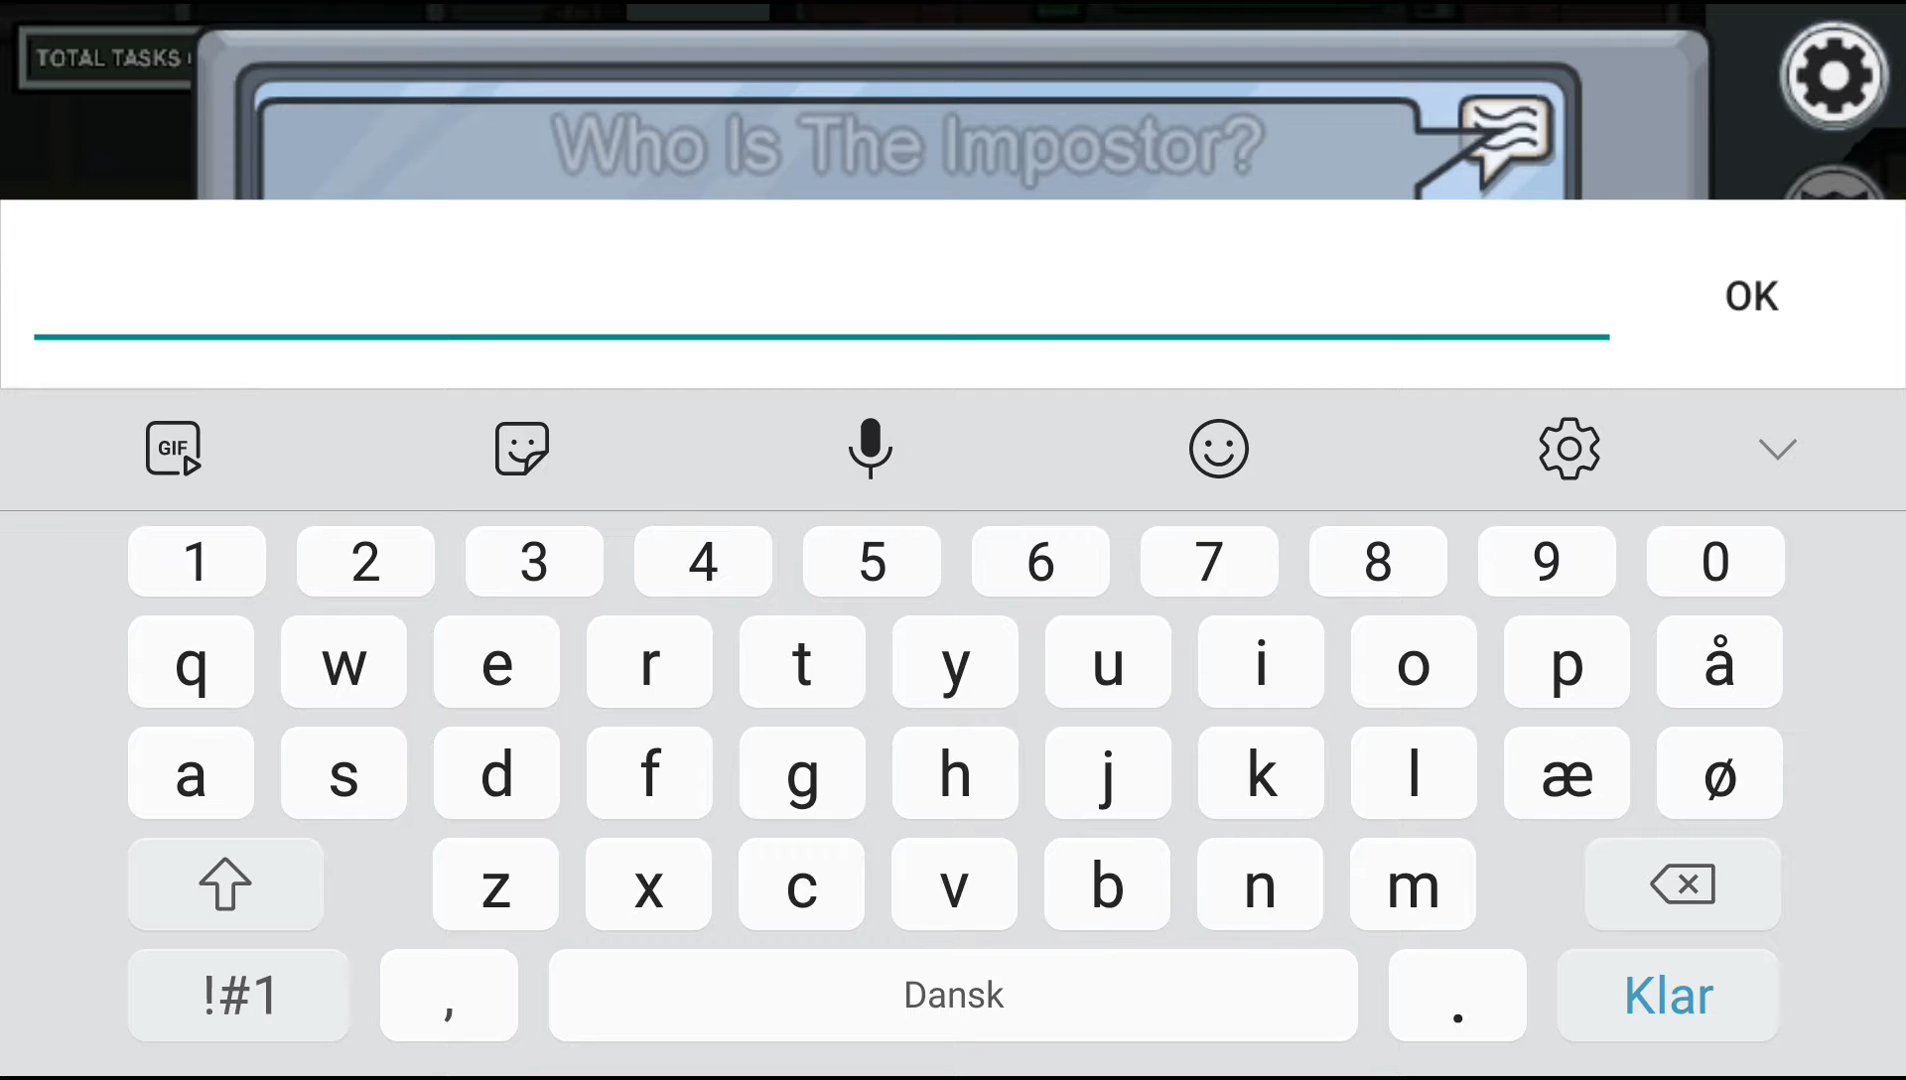 TOTAL TASKS
Who Is The Impostor?
OK
GIF
1 2 3 4 5 6 7 8 9 0
q w e r t y u i o p å
a s d f g h j k l æ ø
z x c v b n m
!#1 , Dansk . Klar